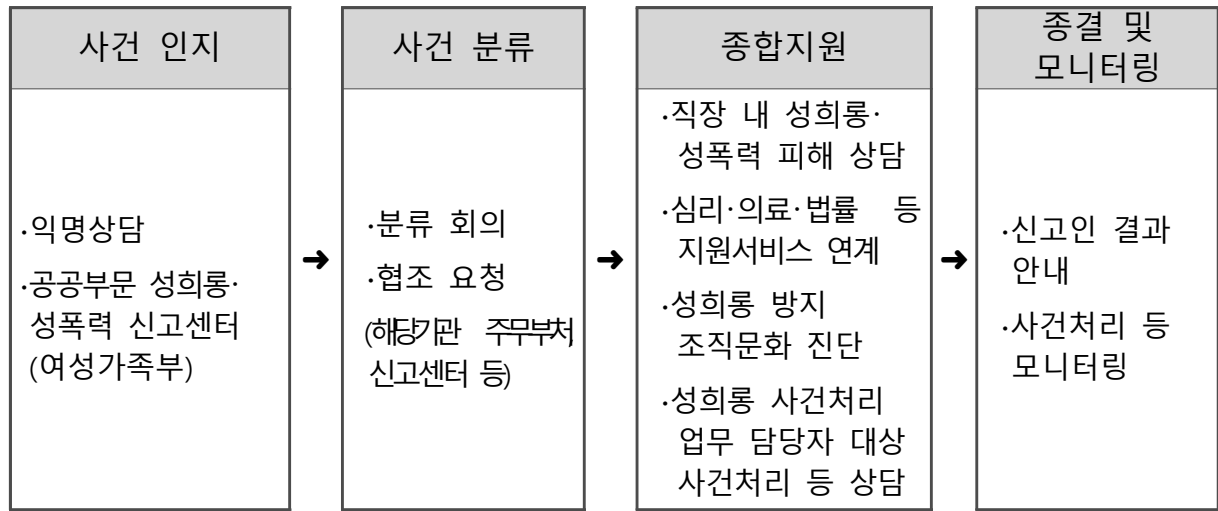 사건 인지
·익명상담
·공공부문 성희롱·
성폭력 신고센터
(여성가족부)
➜
사건 분류
·분류 회의
·협조 요청
(해당기관 주무부처,
신고센터 등)
➜
종합지원
·직장 내 성희롱·
성폭력 피해 상담
·심리·의료·법률 등
지원서비스 연계
·성희롱 방지
조직문화 진단
·성희롱 사건처리
업무 담당자 대상
사건처리 등 상담
➜
종결 및
모니터링
·신고인 결과
안내
·사건처리 등
모니터링